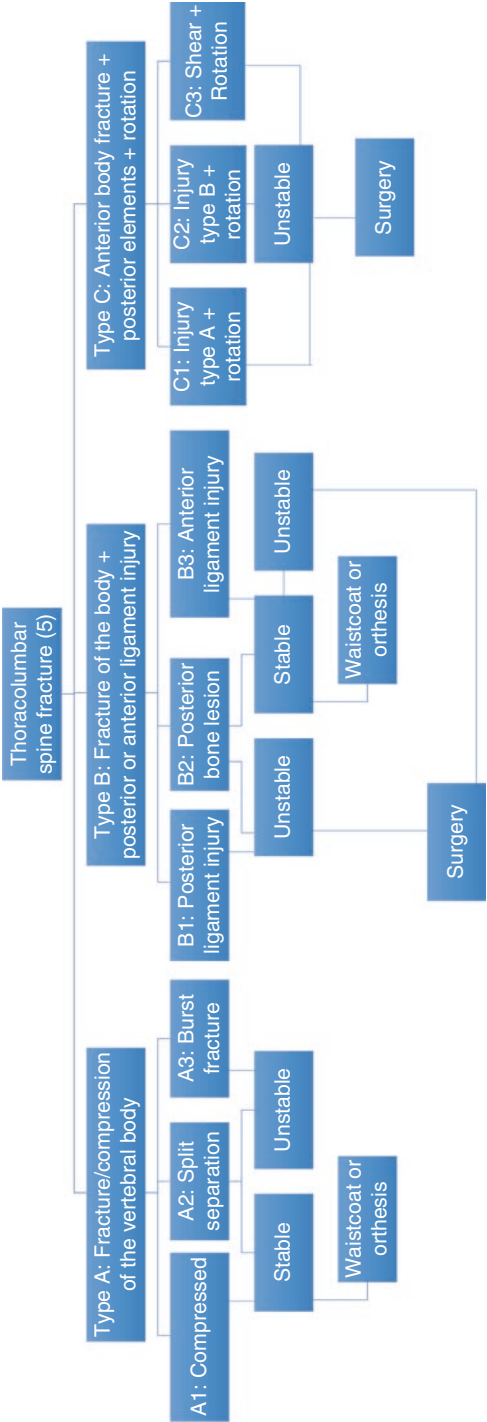 Thoracolumbar
spine fracture (5)
Type A: Fracture/compression
of the vertebral body
A1: Compressed
A2: Split
separation
A3: Burst
fracture
Stable
Unstable
Waistcoat or
orthesis
Type B: Fracture of the body +
posterior or anterior ligament injury
B1: Posterior
ligament injury
B2: Posterior
bone lesion
B3: Anterior
ligament injury
Unstable
Stable
Unstable
Waistcoat or
orthesis
Surgery
Type C: Anterior body fracture +
posterior elements + rotation
C1: Injury
type A +
rotation
C2: Injury
type B +
rotation
C3: Shear +
Rotation
Unstable
Surgery